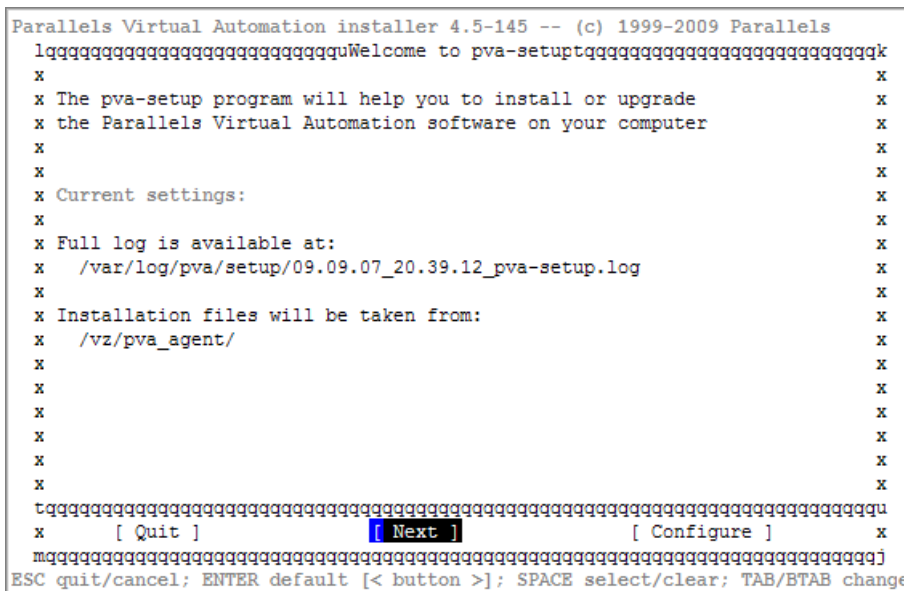 Parallels Virtual Automation installer 4.5-145 -- (c) 1999-2009 Parallels
lqqqqqqqqqqqqqqqqqqqqqqqqqquWelcome to pva-setuptqqqqqqqqqqqqqqqqqqqqqqqqqqk
x x
x The pva-setup program will help you to install or upgrade x
x the Parallels Virtual Automation software on your computer x
x x
x x
x Current settings: x
x x
x Full log is available at: x
x /var/log/pva/setup/09.09.07_20.39.12_pva-setup.log x
x x
x Installation files will be taken from: x
x /vz/pva_agent/ x
x x
x x
x x
x x
x x
x x
tqqqqqqqqqqqqqqqqqqqqqqqqqqqqqqqqqqqqqqqqqqqqqqqqqqqqqqqqqqqqqqqqqqqqqqqqqqu
x [ Quit ] [ Next ] [ Configure ] x
mqqqqqqqqqqqqqqqqqqqqqqqqqqqqqqqqqqqqqqqqqqqqqqqqqqqqqqqqqqqqqqqqqqqqqqqqqqj
ESC quit/cancel; ENTER default [< button >]; SPACE select/clear; TAB/BTAB change